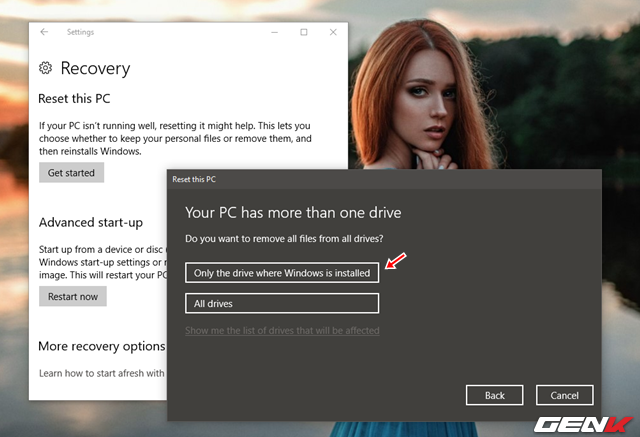 Settings
Recovery
Reset this PC
If your PC isn't running well, resetting it might help. This lets you
choose whether to keep your personal files or remove them, and
then reinstalls Windows.
Get started
Advanced start-up
Start up from a device or disc
Windows start-up settings or
image. This will restart your PC
Restart now
More recovery options
Learn how to start afresh with
Reset this PC
Your PC has more than one drive
Do you want to remove all files from all drives?
Only the drive where Windows is installed
All drives
Show me the list of drives that will be affected
Back
Cancel
GENK